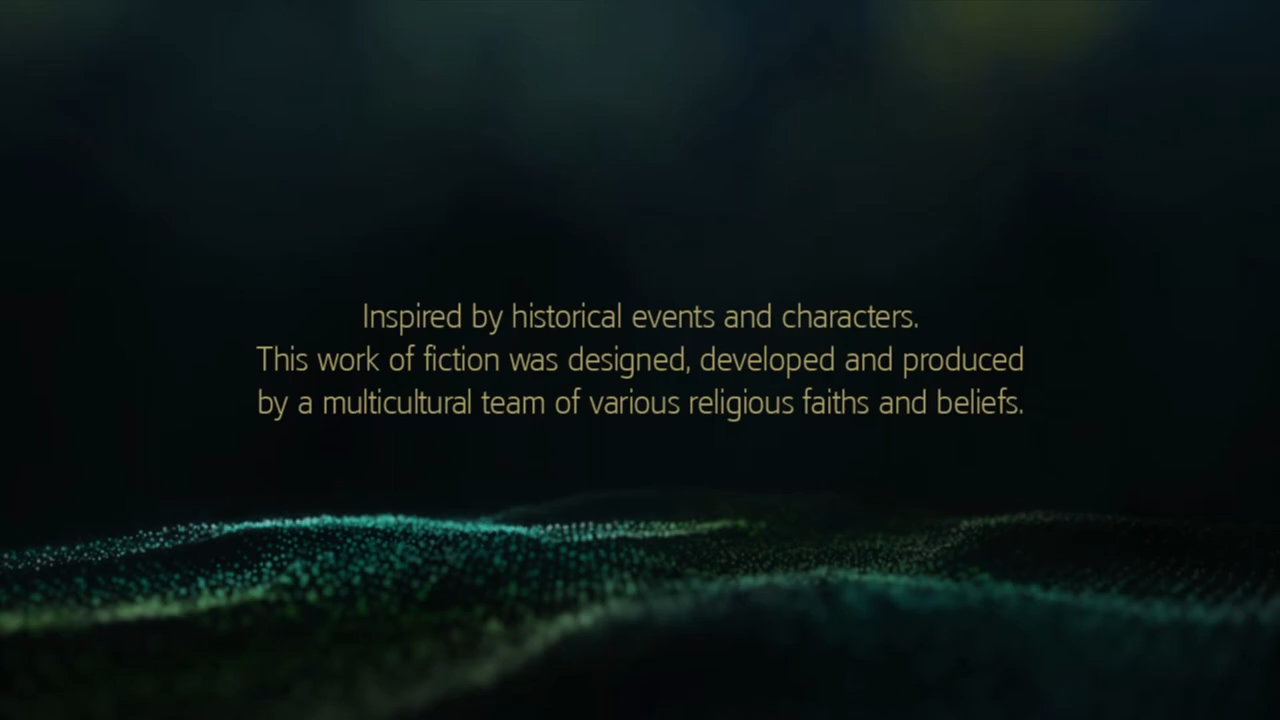 Inspired by historical events and characters.
This work of fiction was designed, developed and produced
by a multicultural team of various religious faiths and beliefs.